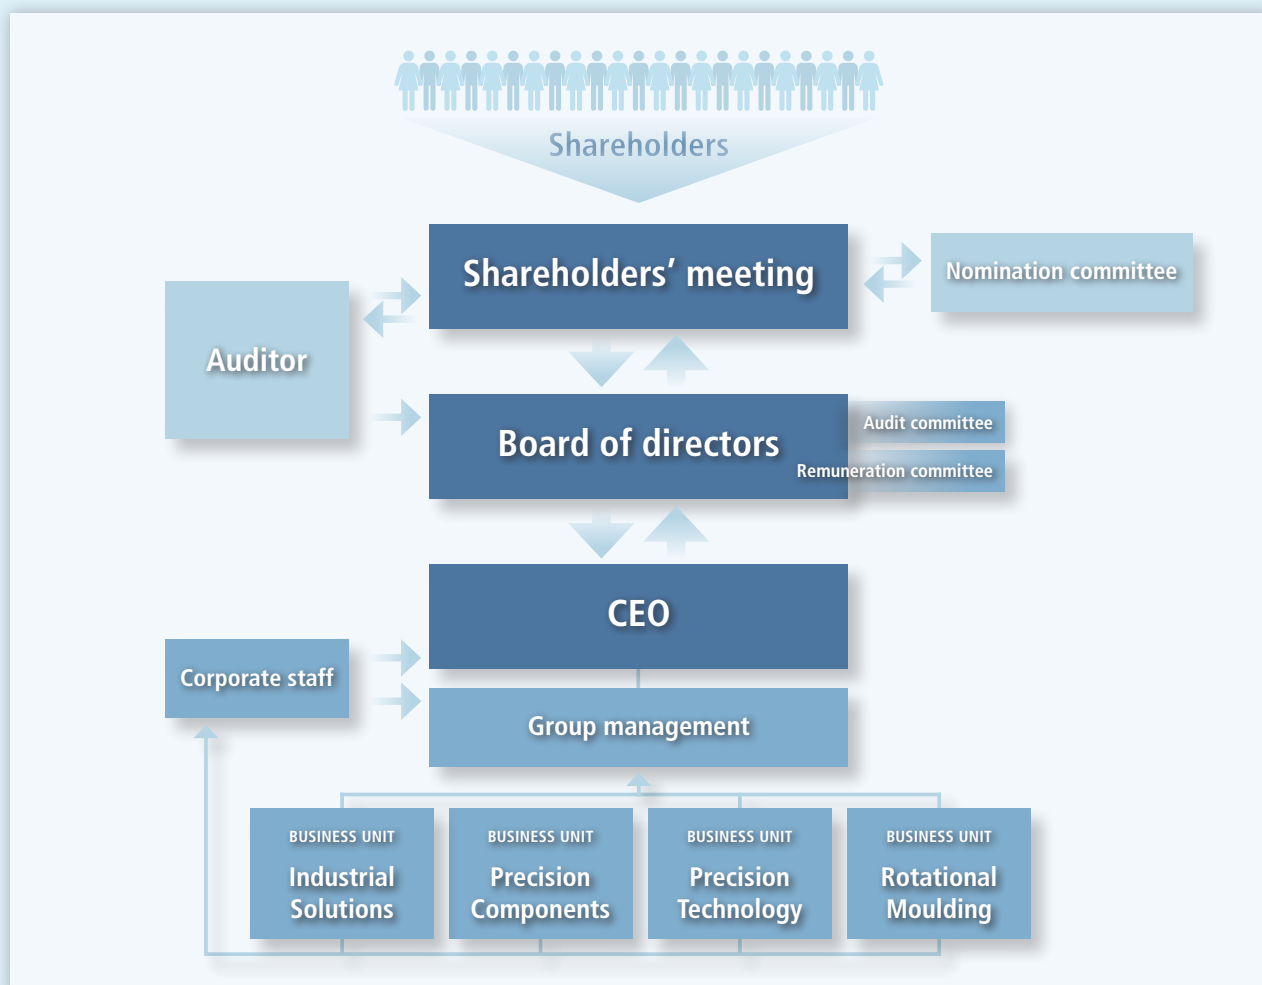 Shareholders
Shareholders’ meeting
Nomination committee
Auditor
Board of directors
Audit committee
Remuneration committee
CEO
Corporate staff
Group management
BUSINESS UNIT
Industrial
Solutions
BUSINESS UNIT
Precision
Components
BUSINESS UNIT
Precision
Technology
BUSINESS UNIT
Rotational
Moulding